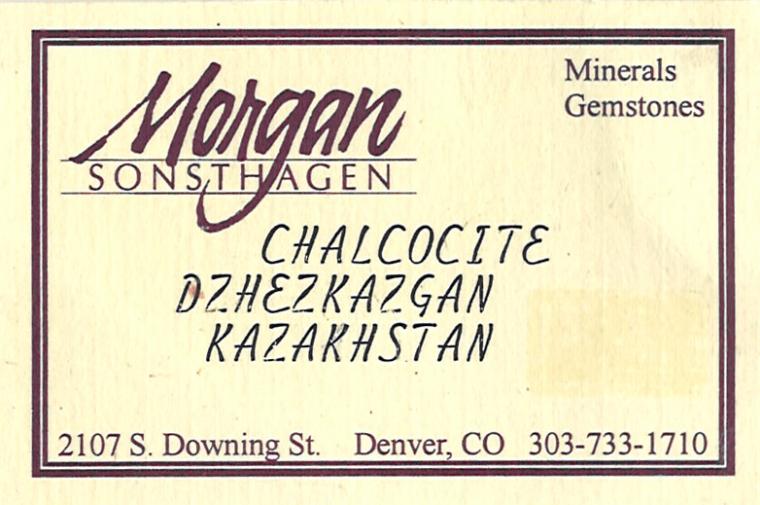 Morgan
SONSTHAGEN
Minerals
Gemstones
CHALCOCITE
DZHEZKAZGAN
KAZAKHSTAN
2107 S. Downing St. Denver, CO 303-733-1710